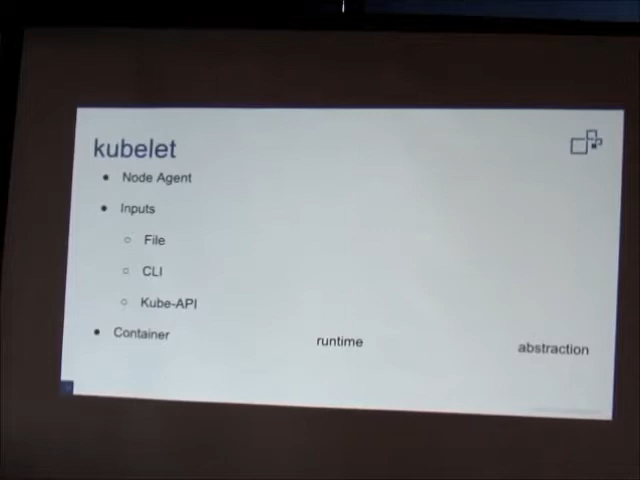 kubelet
Node Agent
Inputs
File
CLI
Kube-API
Container runtime abstraction